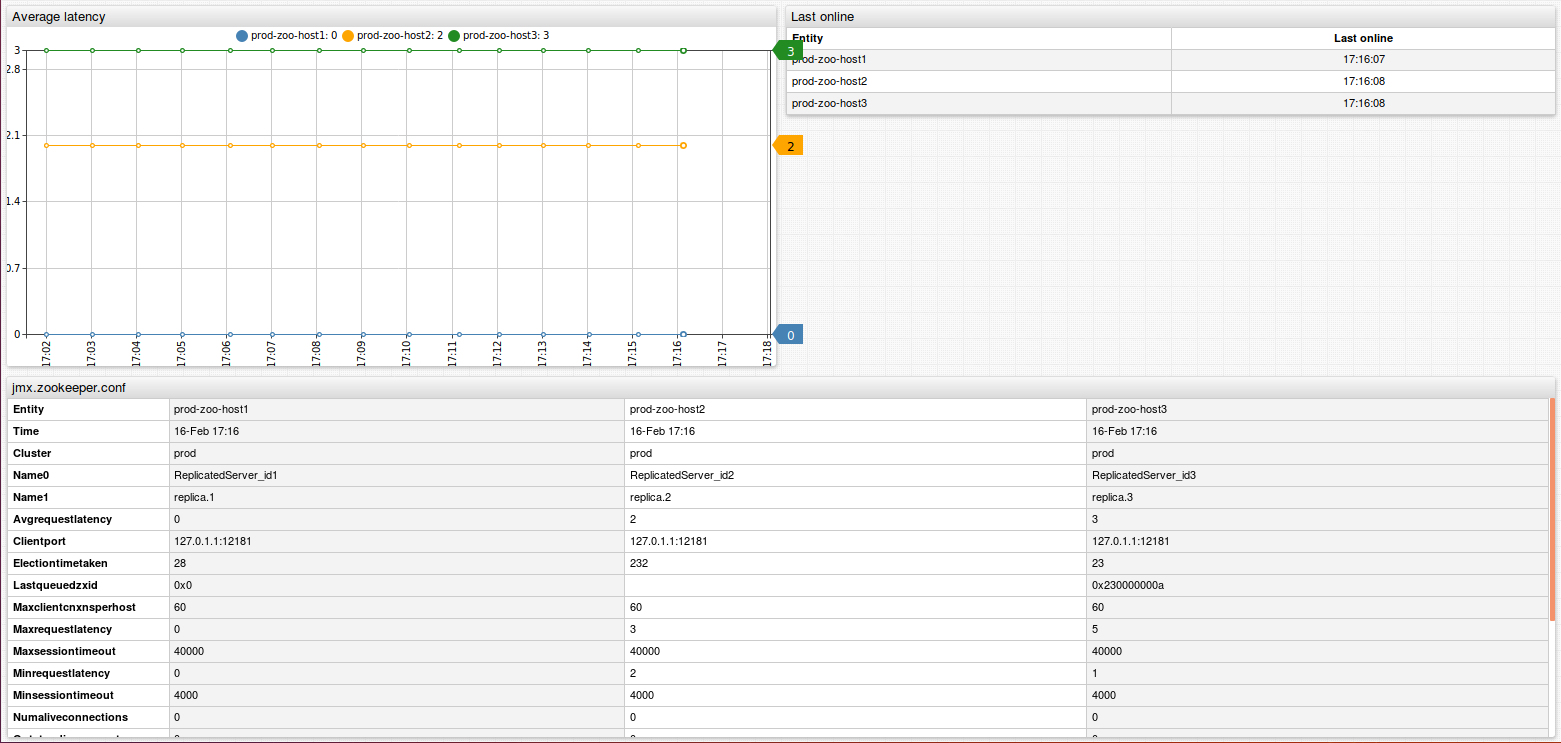 Average latency
prod-zoo-host1: 0 prod-zoo-host2: 2 prod-zoo-host3: 3
3
2.8
2.1
1.4
0.7
0
3
2
0
17:02 17:03 17:04 17:05 17:06 17:07 17:08 17:09 17:10 17:11 17:12 17:13 17:14 17:15 17:16 17:17 17:18
Last online
Entity Last online
prod-zoo-host1 17:16:07
prod-zoo-host2 17:16:08
prod-zoo-host3 17:16:08
jmx.zookeeper.conf
Entity prod-zoo-host1 prod-zoo-host2 prod-zoo-host3
Time 16-Feb 17:16 16-Feb 17:16 16-Feb 17:16
Cluster prod prod prod
Name0 ReplicatedServer_id1 ReplicatedServer_id2 ReplicatedServer_id3
Name1 replica.1 replica.2 replica.3
Avgrequestlatency 0 2 3
Clientport 127.0.1.1:12181 127.0.1.1:12181 127.0.1.1:12181
Electiontimetaken 28 232 23
Lastqueuedzxid 0x0 0x230000000a
Maxclientcnxnsperhost 60 60 60
Maxrequestlatency 0 3 5
Maxsessiontimeout 40000 40000 40000
Minrequestlatency 0 2 1
Minsessiontimeout 4000 4000 4000
Numaliveconnections 0 0 0